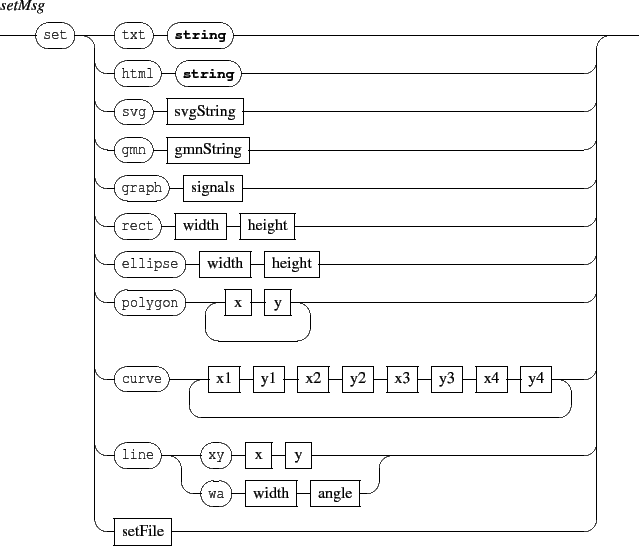 setMsg
set txt string
html string
svg svgString
gmn gmnString
graph signals
rect width height
ellipse width height
polygon x y
curve x1 y1 x2 y2 x3 y3 x4 y4
line xy x y
wa width angle
setFile